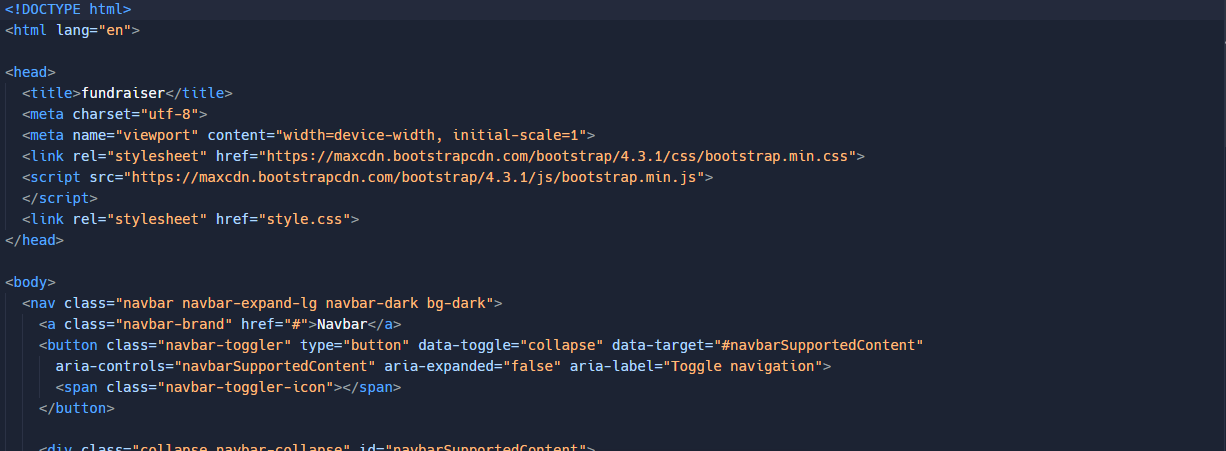 <!DOCTYPE html>
<html lang="en">
<head>
<title>fundraiser</title>
<meta charset="utf-8">
<meta name="viewport" content="width=device-width, initial-scale=1">
<link rel="stylesheet" href="https://maxcdn.bootstrapcdn.com/bootstrap/4.3.1/css/bootstrap.min.css">
<script src="https://maxcdn.bootstrapcdn.com/bootstrap/4.3.1/js/bootstrap.min.js">
</script>
<link rel="stylesheet" href="style.css">
</head>
<body>
<nav class="navbar navbar-expand-lg navbar-dark bg-dark">
<a class="navbar-brand" href="#">Navbar</a>
<button class="navbar-toggler" type="button" data-toggle="collapse" data-target="#navbarSupportedContent"
aria-controls="navbarSupportedContent" aria-expanded="false" aria-label="Toggle navigation">
<span class="navbar-toggler-icon"></span>
</button>
<div class="collapse navbar-collapse" id="navbarSupportedContent">